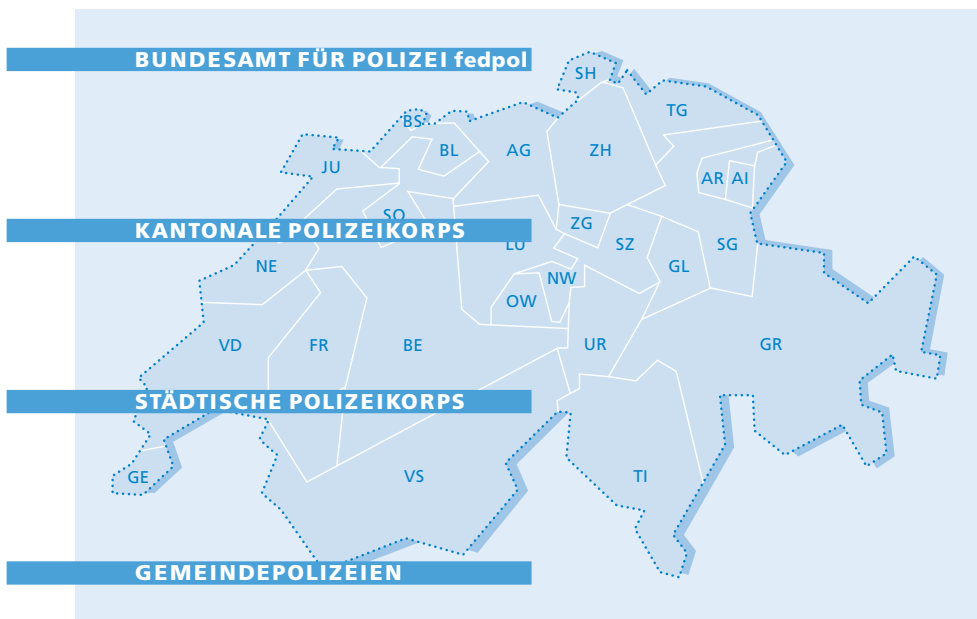 BUNDESAMT FÜR POLIZEI fedpol
SH
TG
BS
BL
AG
ZH
JU
AR AI
SO
ZG
KANTONALE POLIZEIKORPS
LU
SZ
SG
NE
GL
NW
OW
VD
FR
BE
UR
GR
STÄDTISCHE POLIZEIKORPS
GE
VS
TI
GEMEINDEPOLIZEIEN